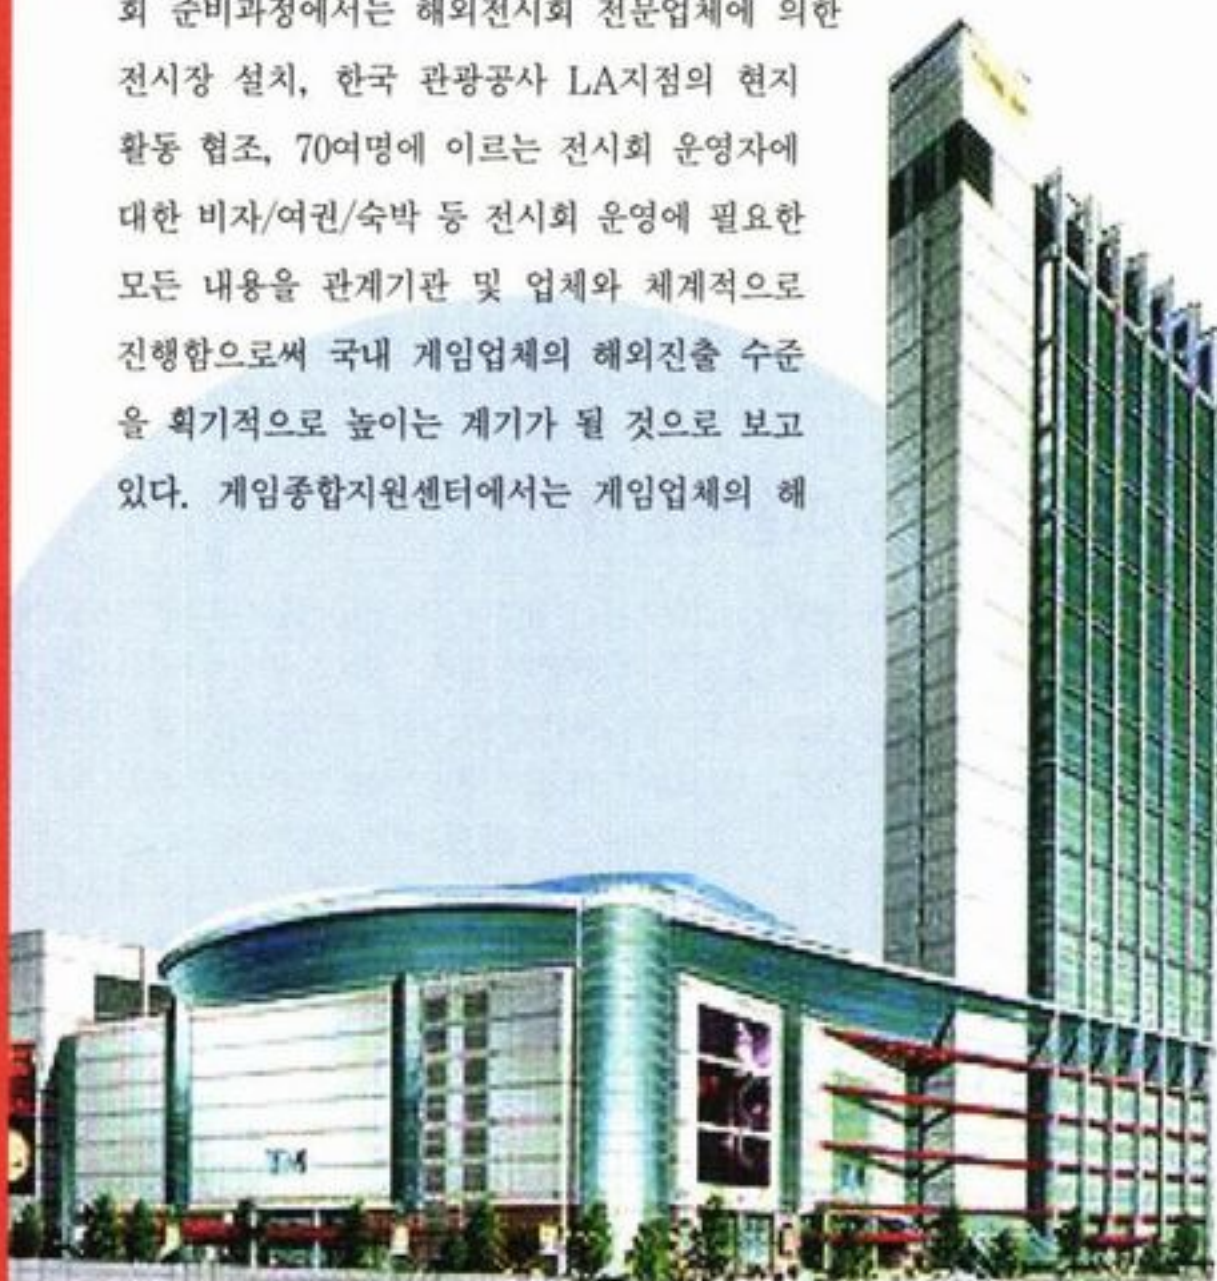 회 준비과정에서는 해외전시회 전문업체에 의한
전시장 설치, 한국 관광공사 LA지점의 현지
활동 협조, 70여명에 이르는 전시회 운영자에
대한 비자/여권/숙박 등 전시회 운영에 필요한
모든 내용을 관계기관 및 업체와 체계적으로
진행함으로써 국내 게임업체의 해외진출 수준
을 획기적으로 높이는 계기가 될 것으로 보고
있다. 게임종합지원센터에서는 게임업체의 해